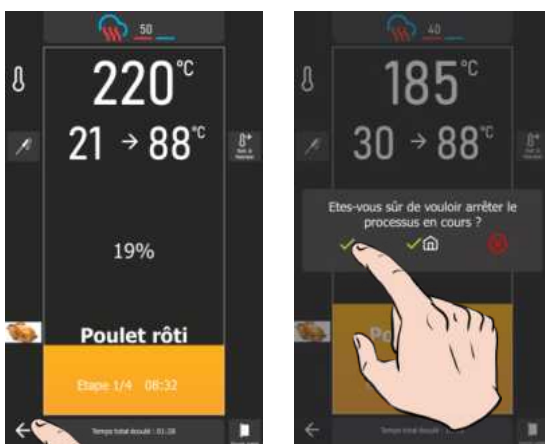 50
220°C
21 → 88°C
19%
Poulet rôti
Etape 1/4 08:32
Temps total écoulé : 01:28
40
185°C
30 → 88°C
Etes-vous sûr de vouloir arrêter le
processus en cours ?